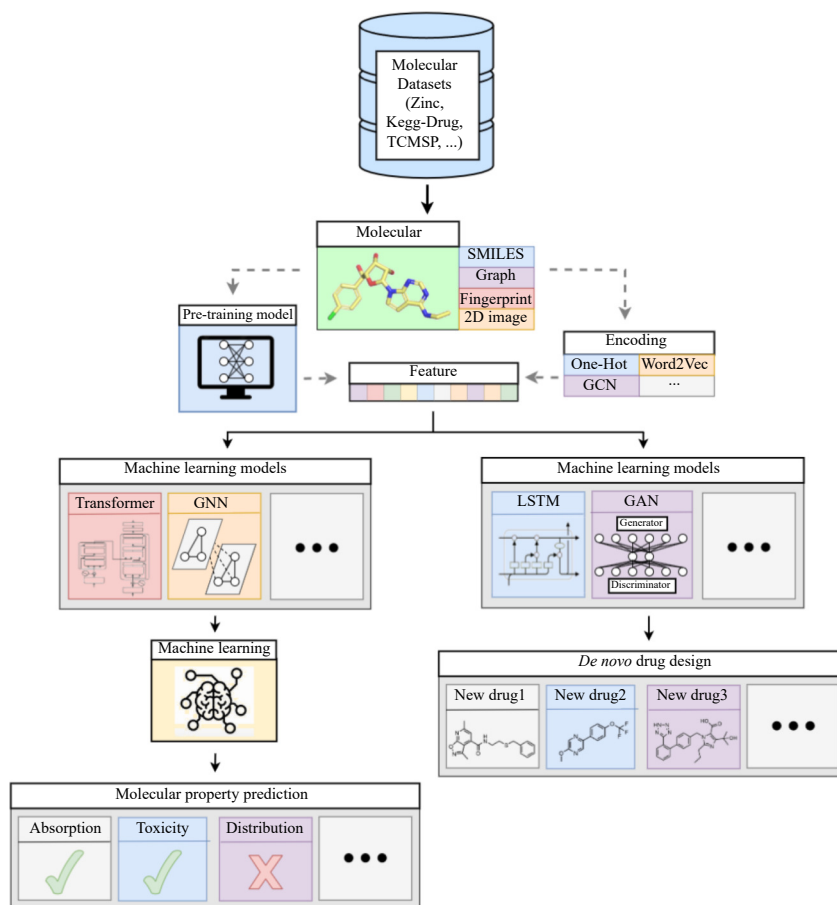 Molecular
Datasets
(Zinc,
Kegg-Drug,
TCMSP, ...)
Molecular
SMILES
Graph
Fingerprint
2D image
Pre-training model
Encoding
One-Hot
Word2Vec
GCN
...
Feature
Machine learning models
Transformer
GNN
Machine learning models
LSTM
GAN
Generator
Discriminator
Machine learning
De novo drug design
New drug1
New drug2
New drug3
Molecular property prediction
Absorption
Toxicity
Distribution